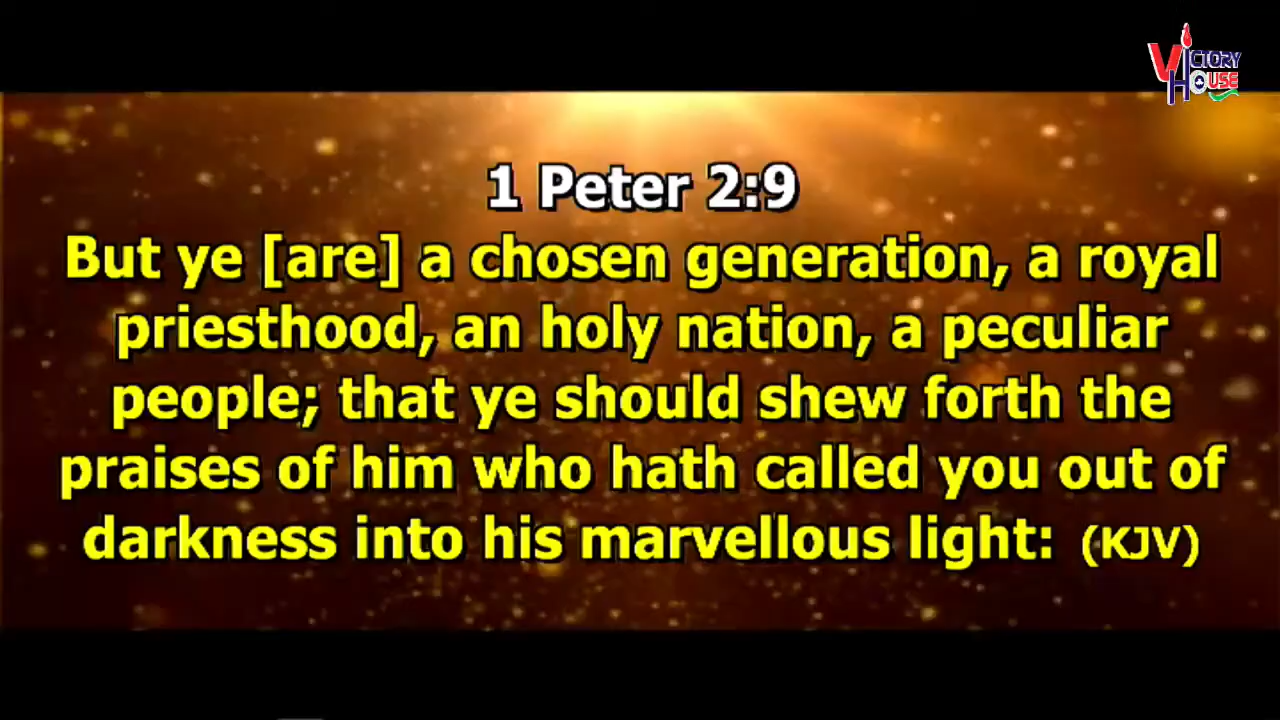 VICTORY
HOUSE
1 Peter 2:9
But ye [are] a chosen generation, a royal
priesthood, an holy nation, a peculiar
people; that ye should shew forth the
praises of him who hath called you out of
darkness into his marvellous light: (KJV)